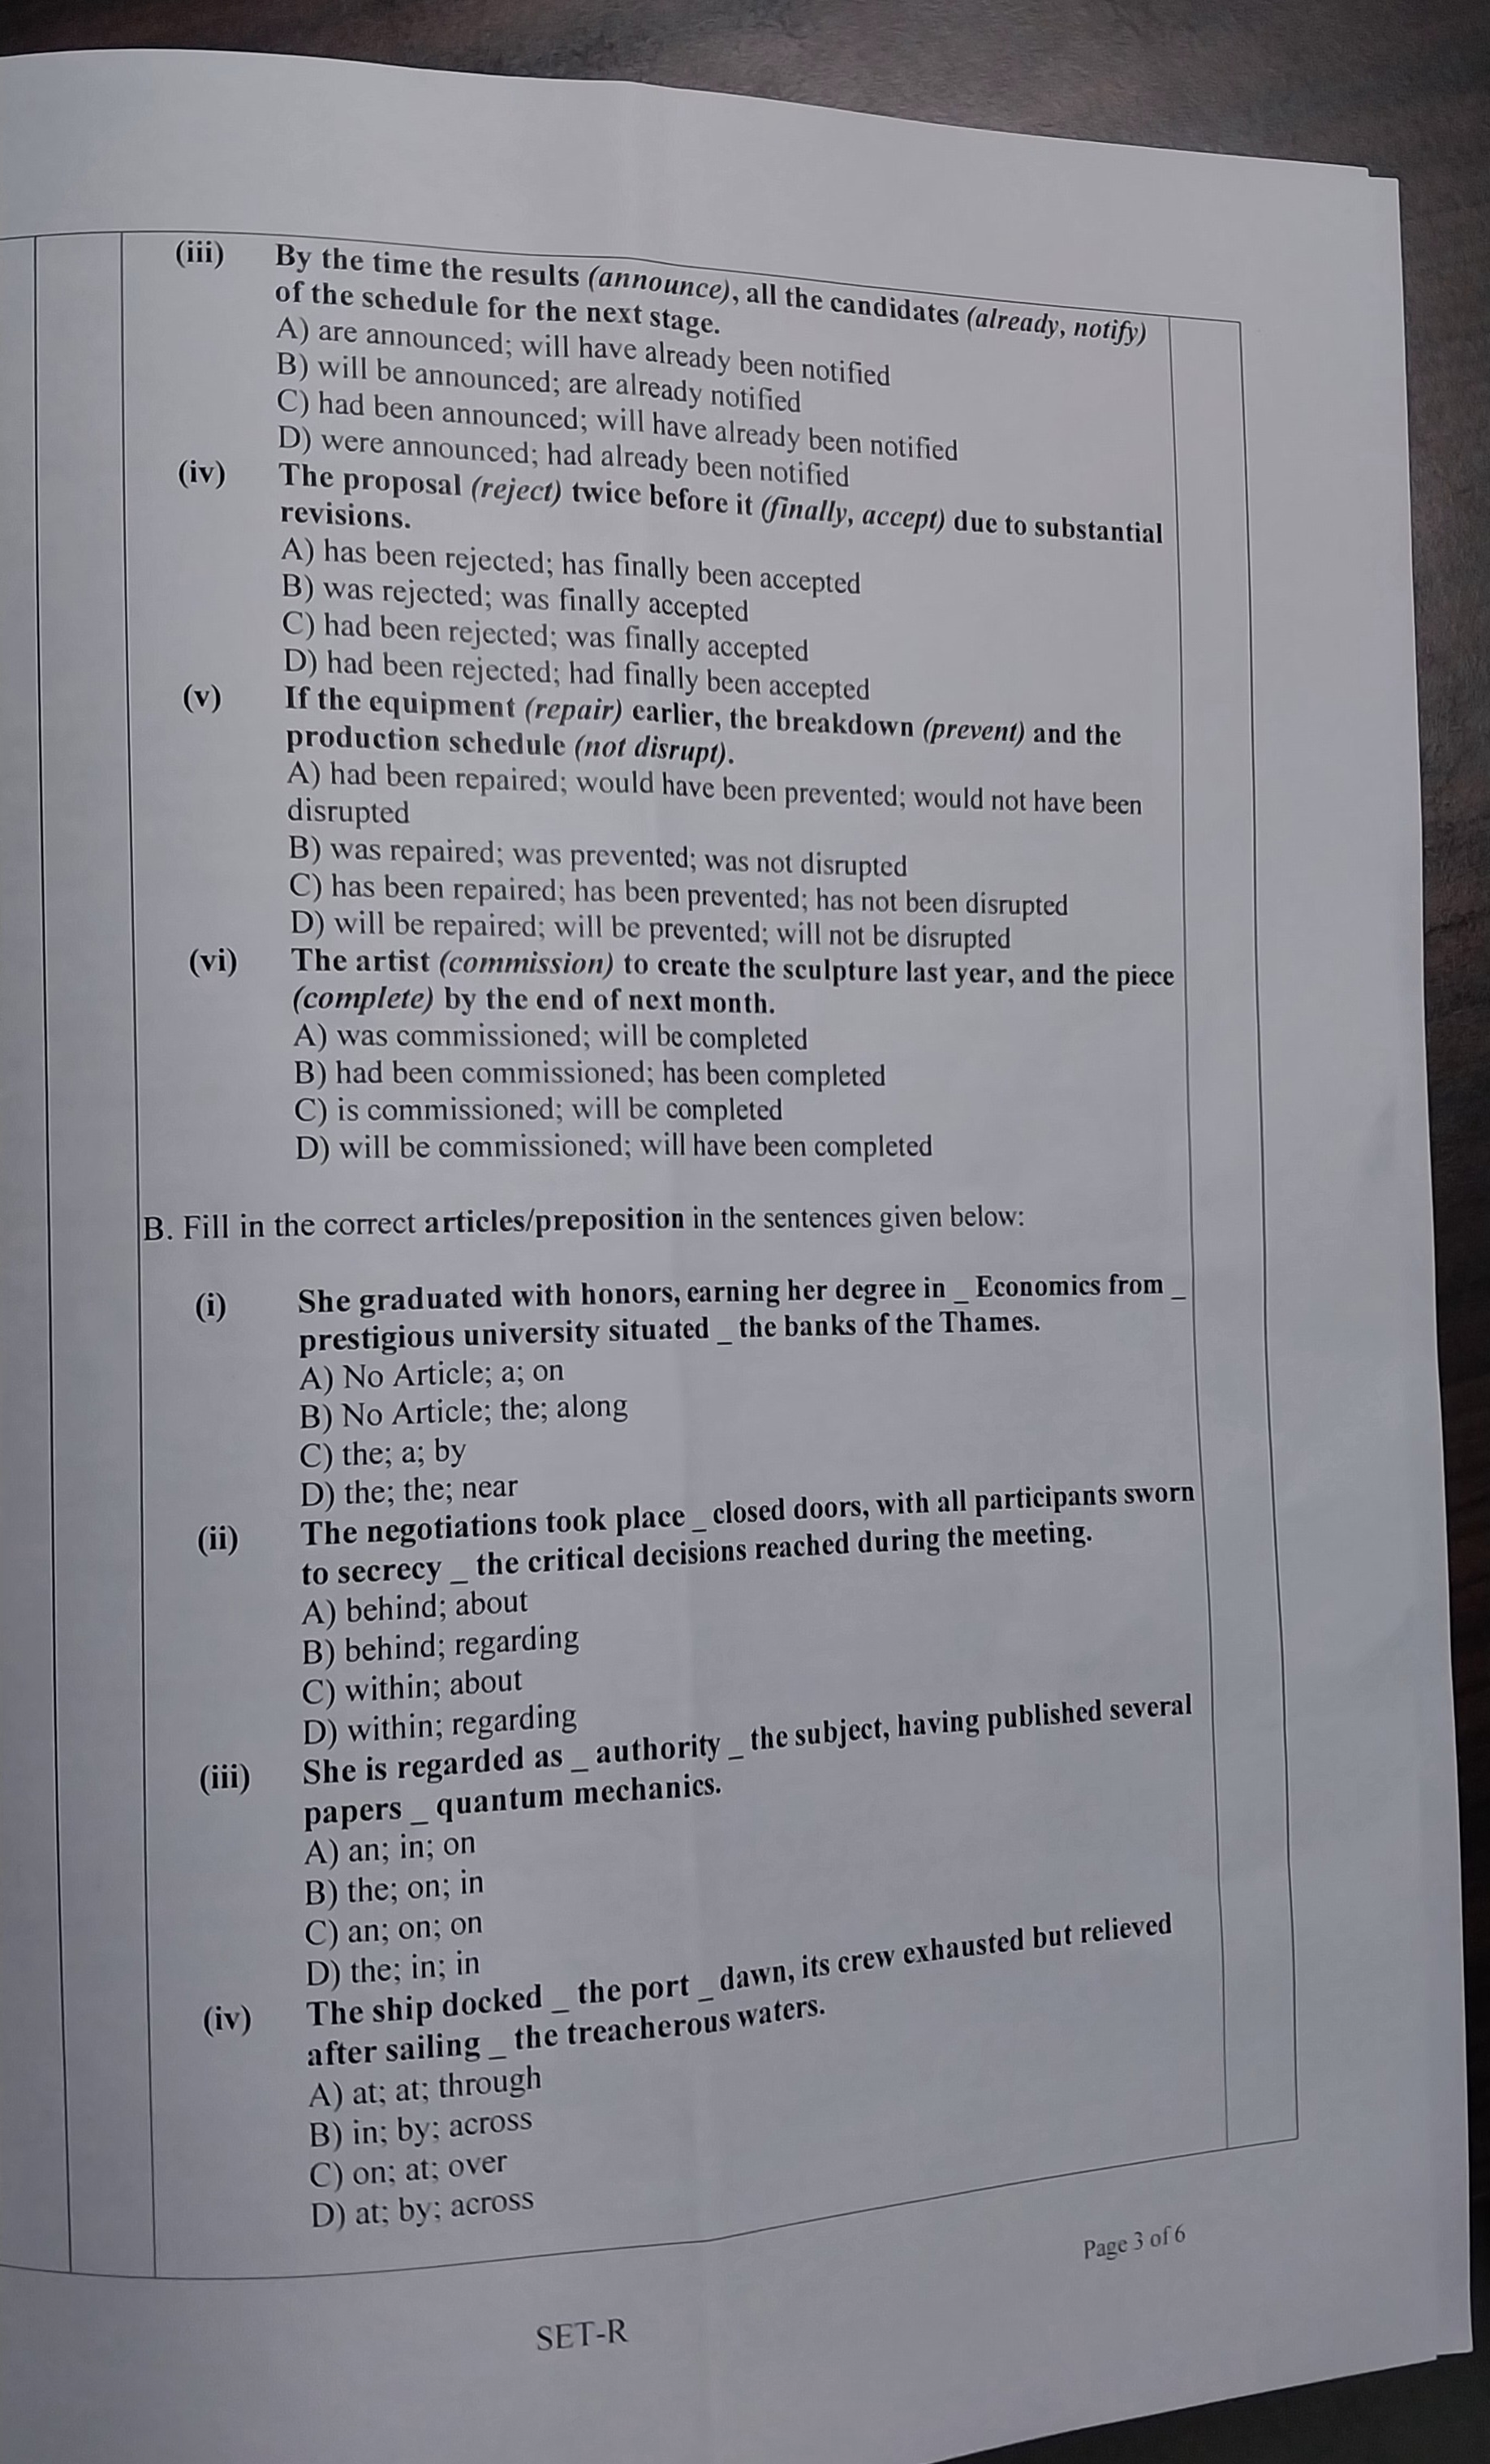 (iii) By the time the results (announce), all the candidates (already, notify)
of the schedule for the next stage.
A) are announced; will have already been notified
B) will be announced; are already notified
C) had been announced; will have already been notified
D) were announced; had already been notified
(iv) The proposal (reject) twice before it (finally, accept) due to substantial
revisions.
A) has been rejected; has finally been accepted
B) was rejected; was finally accepted
C) had been rejected; was finally accepted
D) had been rejected; had finally been accepted
(v) If the equipment (repair) earlier, the breakdown (prevent) and the
production schedule (not disrupt).
A) had been repaired; would have been prevented; would not have been
disrupted
B) was repaired; was prevented; was not disrupted
C) has been repaired; has been prevented; has not been disrupted
D) will be repaired; will be prevented; will not be disrupted
(vi) The artist (commission) to create the sculpture last year, and the piece
(complete) by the end of next month.
A) was commissioned; will be completed
B) had been commissioned; has been completed
C) is commissioned; will be completed
D) will be commissioned; will have been completed
B. Fill in the correct articles/preposition in the sentences given below:
(i) She graduated with honors, earning her degree in _ Economics from _
prestigious university situated _ the banks of the Thames.
A) No Article; a; on
B) No Article; the; along
C) the; a; by
D) the; the; near
(ii) The negotiations took place _ closed doors, with all participants sworn
to secrecy _ the critical decisions reached during the meeting.
A) behind; about
B) behind; regarding
C) within; about
D) within; regarding
(iii) She is regarded as _ authority _ the subject, having published several
papers _ quantum mechanics.
A) an; in; on
B) the; on; in
C) an; on; on
D) the; in; in
(iv) The ship docked _ the port _ dawn, its crew exhausted but relieved
after sailing _ the treacherous waters.
A) at; at; through
B) in; by; across
C) on; at; over
D) at; by; across
Page 3 of 6
SET-R